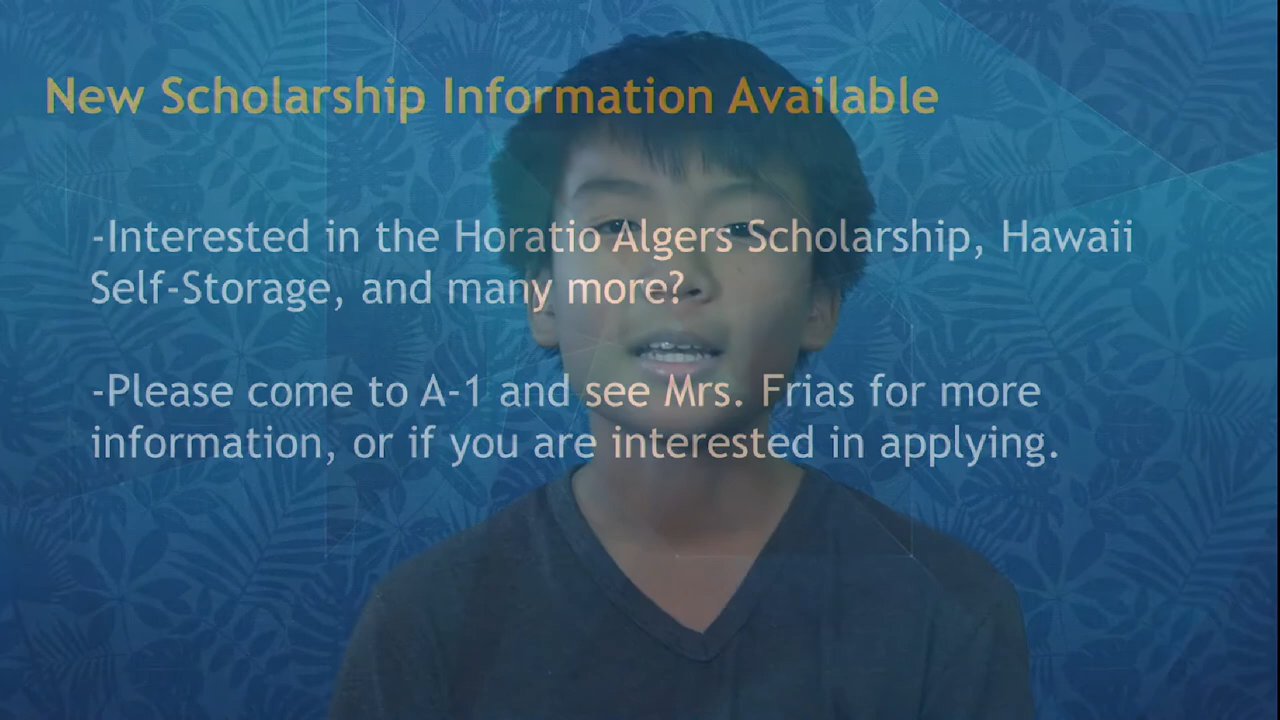 New Scholarship Information Available
-Interested in the Horatio Algers Scholarship, Hawaii
Self-Storage, and many more?
-Please come to A-1 and see Mrs. Frias for more
information, or if you are interested in applying.